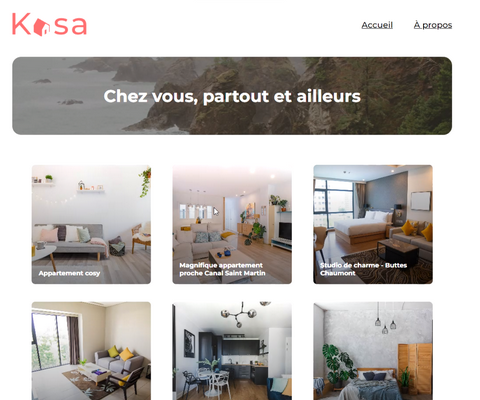 Kasa
Accueil
À propos
Chez vous, partout et ailleurs
Appartement cosy
Magnifique appartement
proche Canal Saint Martin
Studio de charme - Buttes
Chaumont